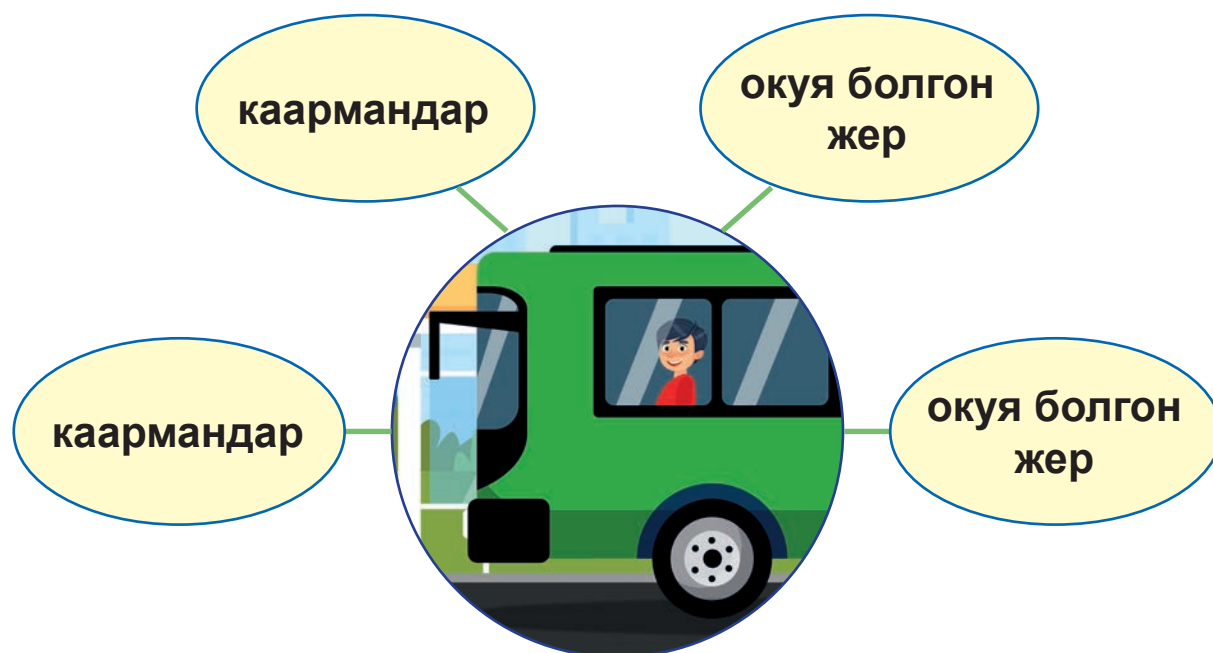 каармандар
окуя болгон
жер
каармандар
окуя болгон
жер